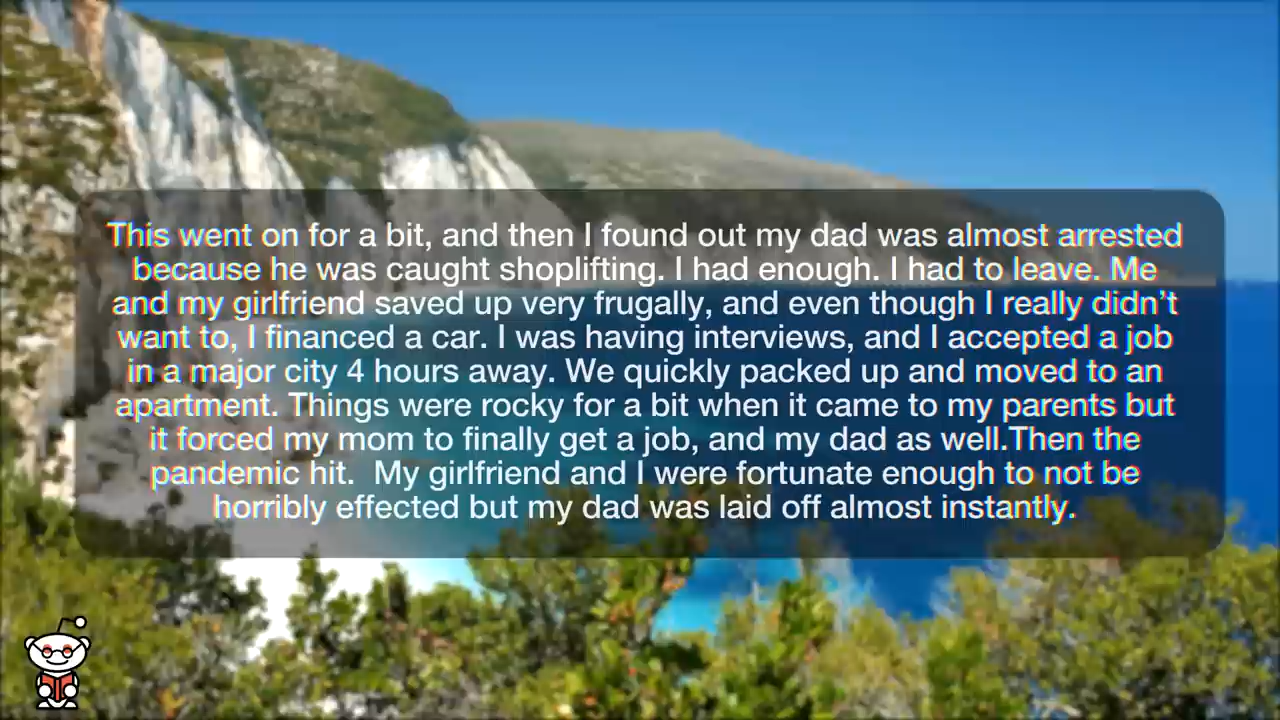 This went on for a bit, and then I found out my dad was almost arrested
because he was caught shoplifting. I had enough. I had to leave. Me
and my girlfriend saved up very frugally, and even though I really didn’t
want to, I financed a car. I was having interviews, and I accepted a job
in a major city 4 hours away. We quickly packed up and moved to an
apartment. Things were rocky for a bit when it came to my parents but
it forced my mom to finally get a job, and my dad as well.Then the
pandemic hit.  My girlfriend and I were fortunate enough to not be
horribly effected but my dad was laid off almost instantly.